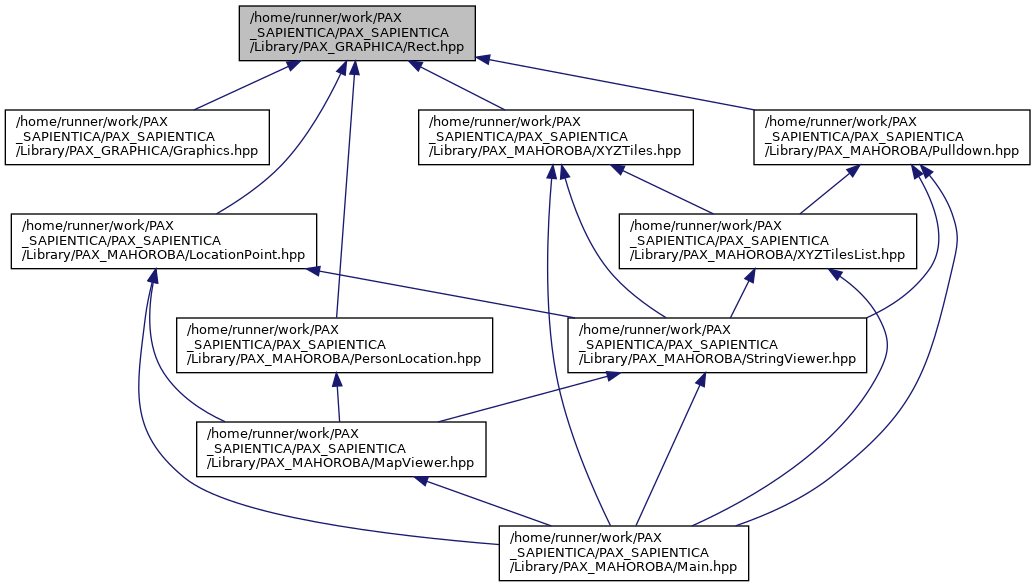 /home/runner/work/PAX
_SAPIENTICA/PAX_SAPIENTICA
/Library/PAX_GRAPHICA/Rect.hpp
/home/runner/work/PAX
_SAPIENTICA/PAX_SAPIENTICA
/Library/PAX_GRAPHICA/Graphics.hpp
/home/runner/work/PAX
_SAPIENTICA/PAX_SAPIENTICA
/Library/PAX_MAHOROBA/XYZTiles.hpp
/home/runner/work/PAX
_SAPIENTICA/PAX_SAPIENTICA
/Library/PAX_MAHOROBA/Pulldown.hpp
/home/runner/work/PAX
_SAPIENTICA/PAX_SAPIENTICA
/Library/PAX_MAHOROBA/LocationPoint.hpp
/home/runner/work/PAX
_SAPIENTICA/PAX_SAPIENTICA
/Library/PAX_MAHOROBA/XYZTilesList.hpp
/home/runner/work/PAX
_SAPIENTICA/PAX_SAPIENTICA
/Library/PAX_MAHOROBA/PersonLocation.hpp
/home/runner/work/PAX
_SAPIENTICA/PAX_SAPIENTICA
/Library/PAX_MAHOROBA/StringViewer.hpp
/home/runner/work/PAX
_SAPIENTICA/PAX_SAPIENTICA
/Library/PAX_MAHOROBA/MapViewer.hpp
/home/runner/work/PAX
_SAPIENTICA/PAX_SAPIENTICA
/Library/PAX_MAHOROBA/Main.hpp